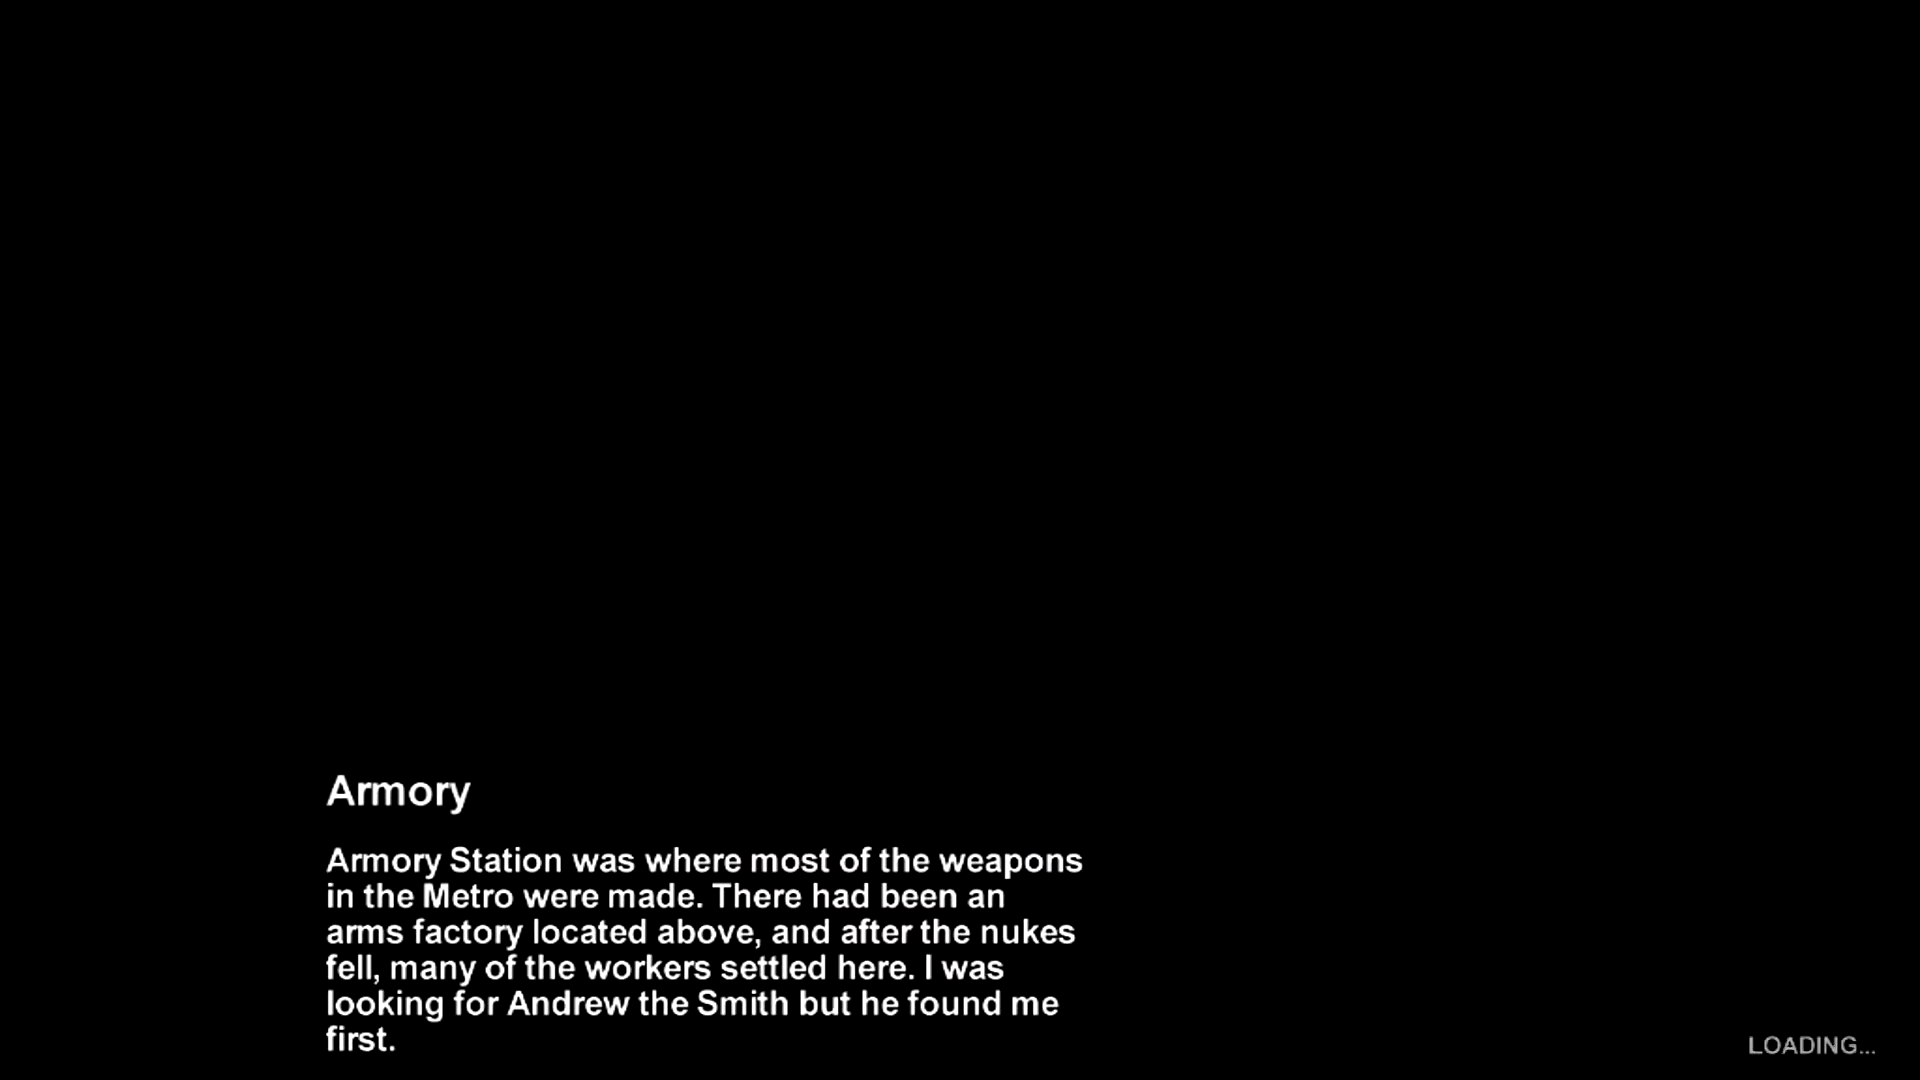 Armory
Armory Station was where most of the weapons
in the Metro were made. There had been an
arms factory located above, and after the nukes
fell, many of the workers settled here. I was
looking for Andrew the Smith but he found me
first.
LOADING...